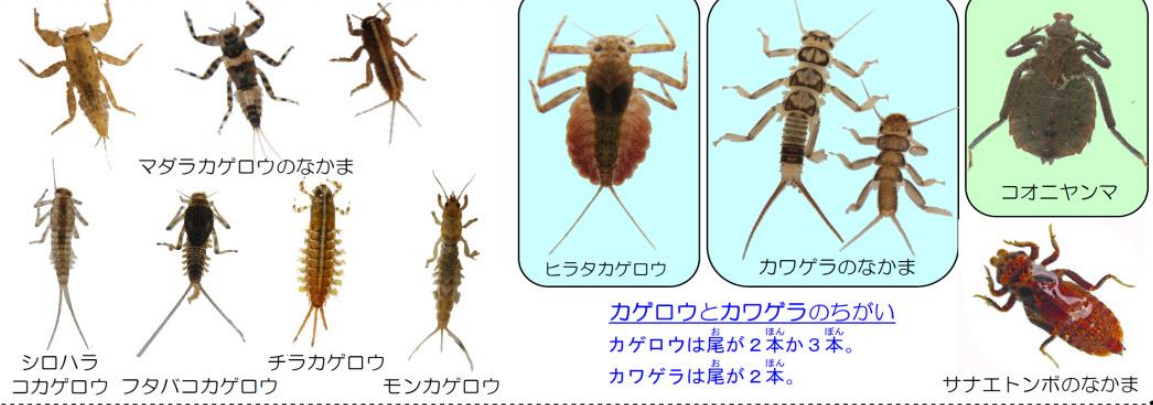 マダラカゲロウのなかま
シロハラ
コカゲロウ
フタバコカゲロウ
チラカゲロウ
モンカゲロウ
ヒラタカゲロウ
カワゲラのなかま
コオニヤンマ
サナエトンボのなかま
カゲロウとカワゲラのちがい
カゲロウは尾が2本か3本。
カワゲラは尾が2本。